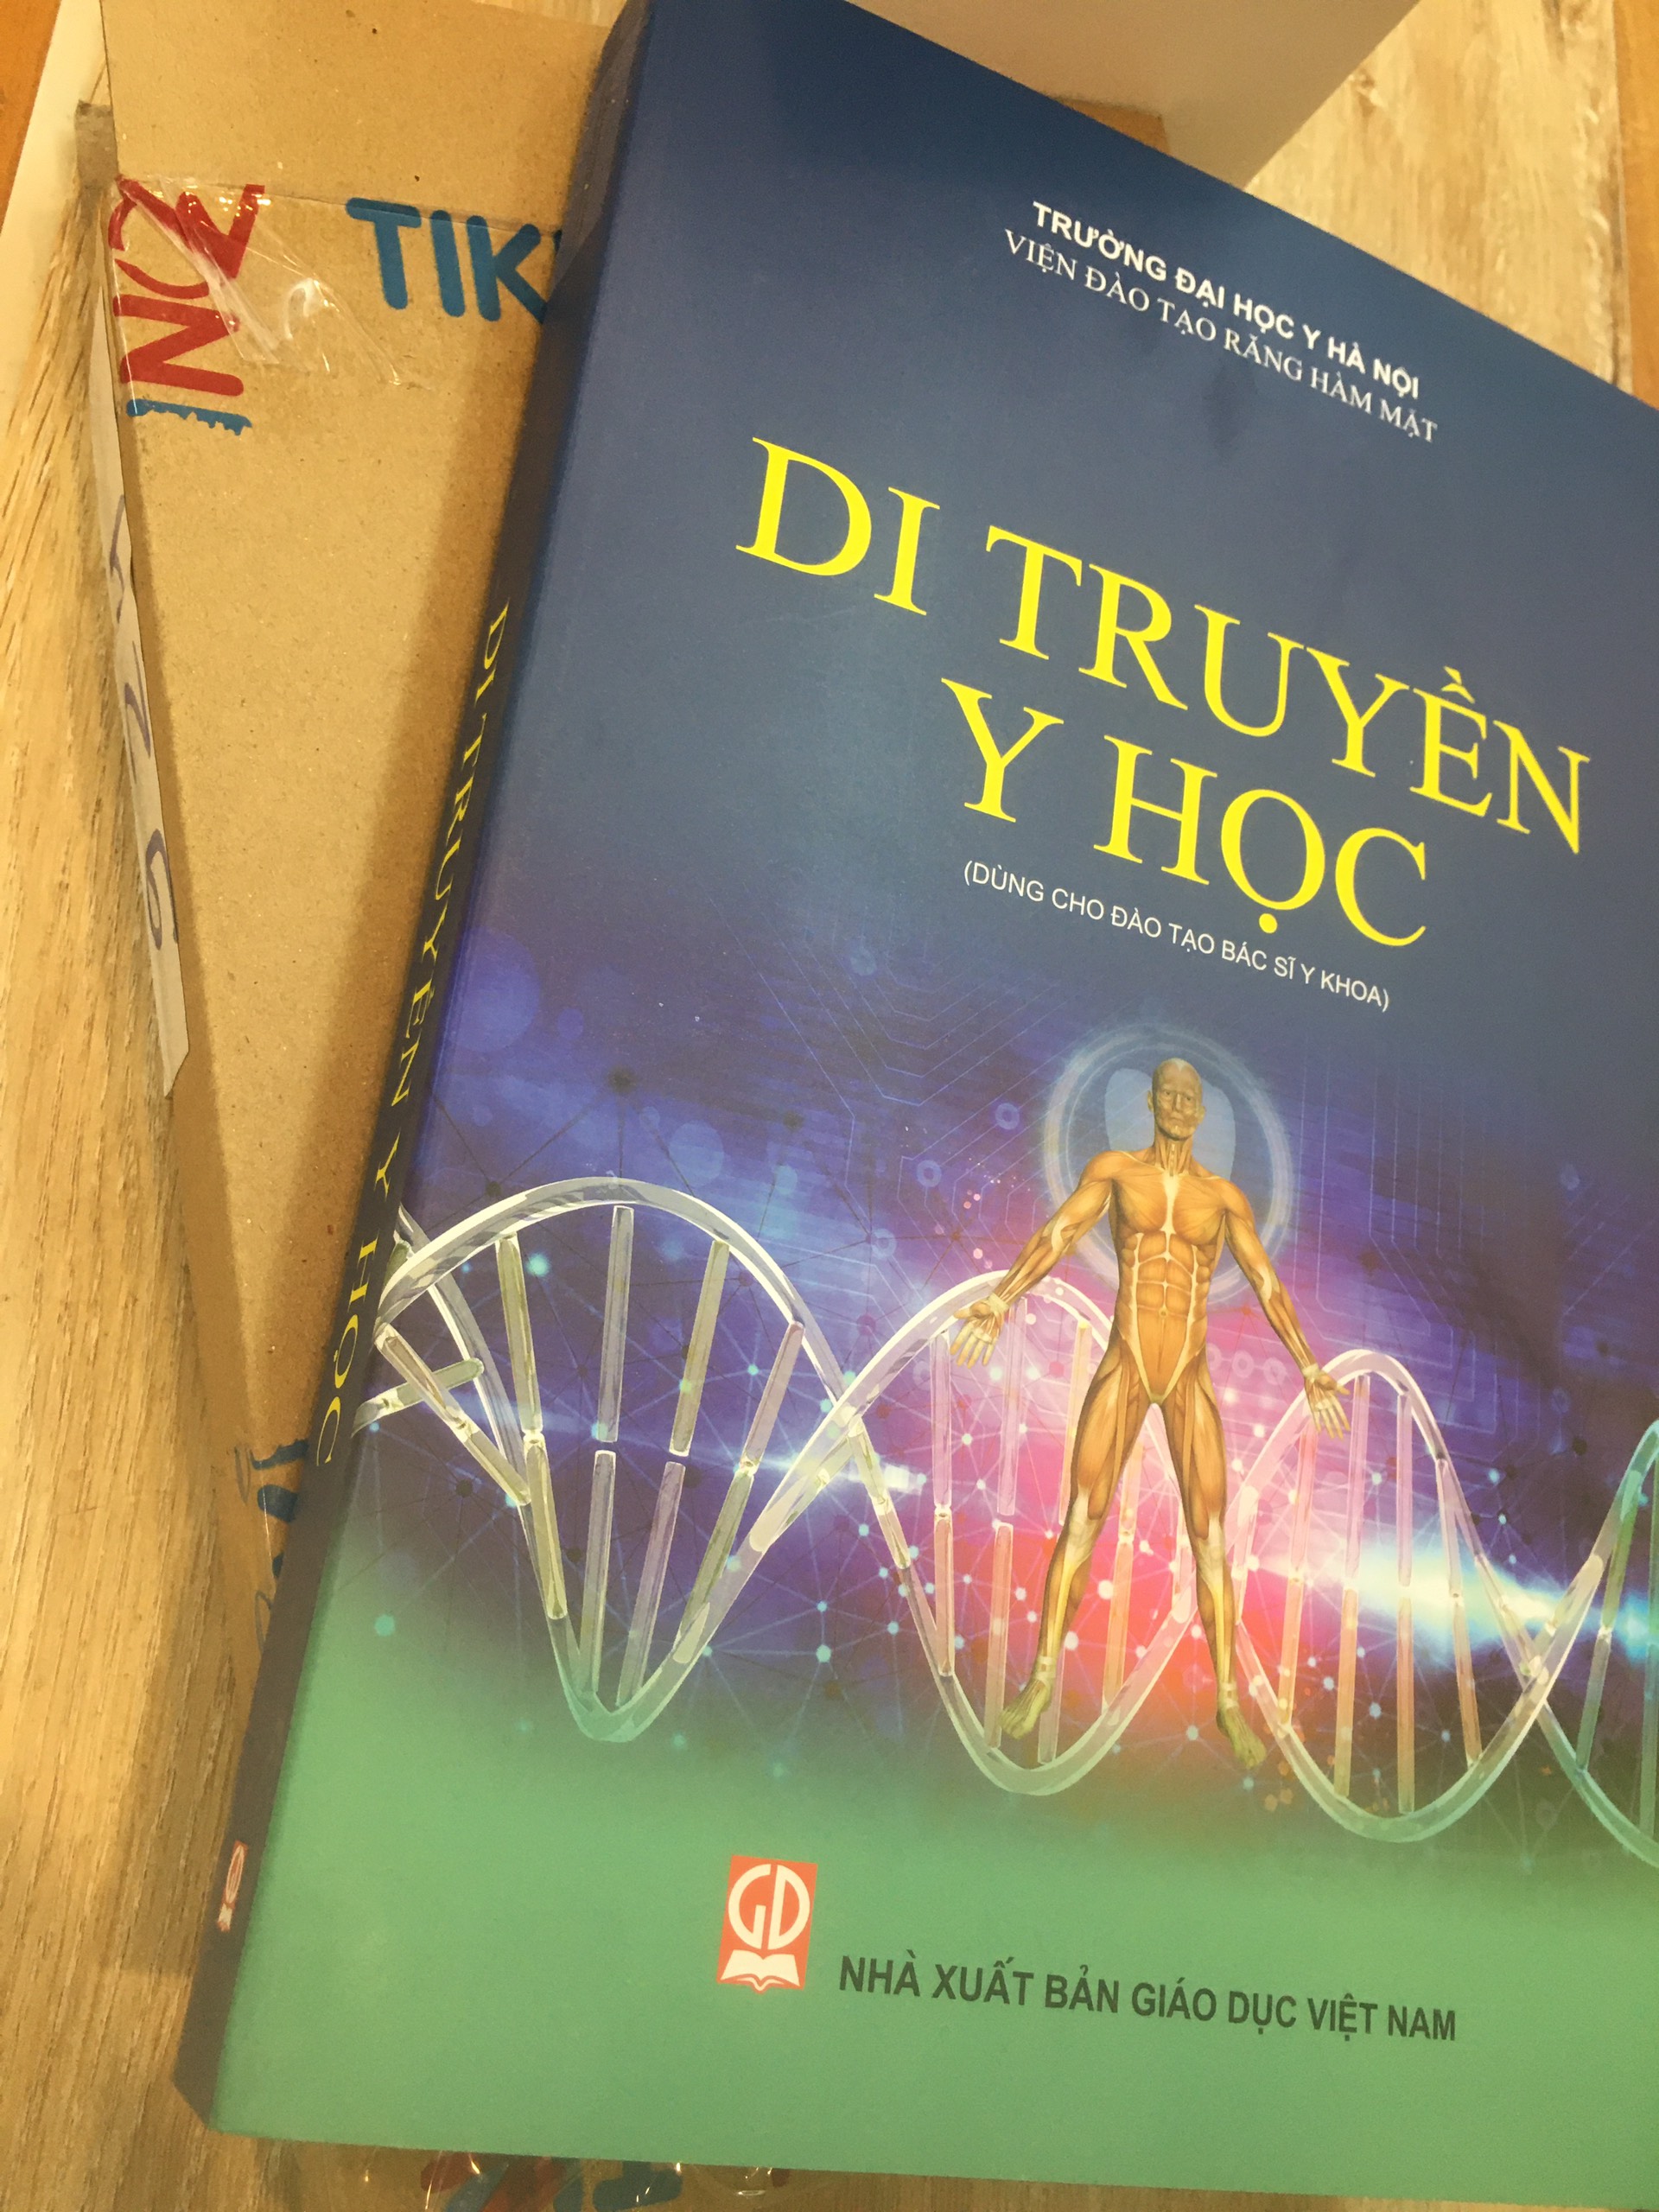 TRƯỜNG ĐẠI HỌC Y HÀ NỘI
VIỆN ĐÀO TẠO RĂNG HÀM MẶT
DI TRUYỀN
Y HỌC
(DÙNG CHO ĐÀO TẠO BÁC SĨ Y KHOA)
GD
NHÀ XUẤT BẢN GIÁO DỤC VIỆT NAM
DI TRUYỀN Y HỌC
TIK